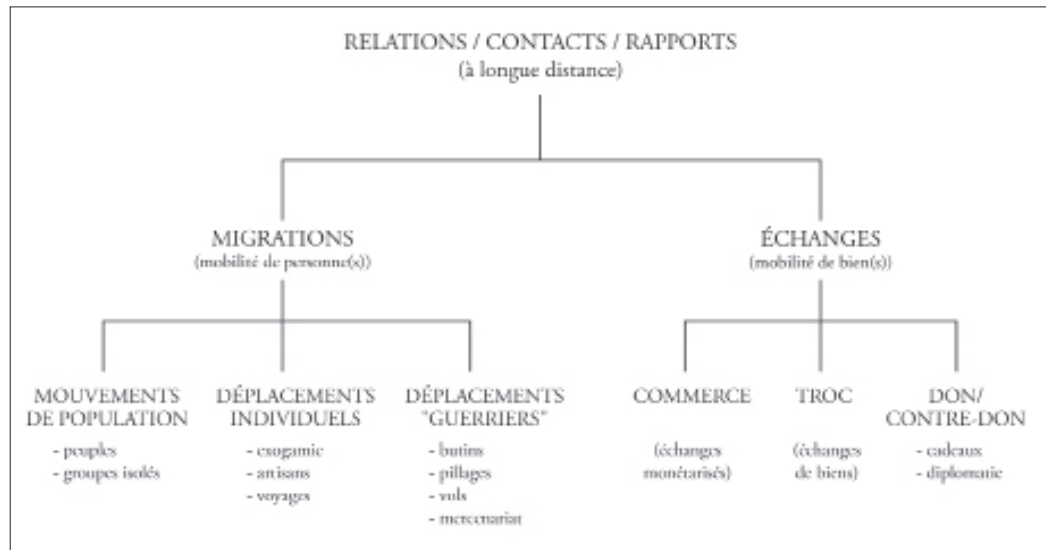 RELATIONS / CONTACTS / RAPPORTS
(à longue distance)
MIGRATIONS
(mobilité de personne(s))
ÉCHANGES
(mobilité de bien(s))
MOUVEMENTS
DE POPULATION
- peuples
- groupes isolés
DÉPLACEMENTS
INDIVIDUELS
- exogamie
- artisans
- voyages
DÉPLACEMENTS
"GUERRIERS"
- butins
- pillages
- vols
- mercenariat
COMMERCE
(échanges
monétarisés)
TROC
(échanges
de biens)
DON/
CONTRE-DON
- cadeaux
- diplomatie